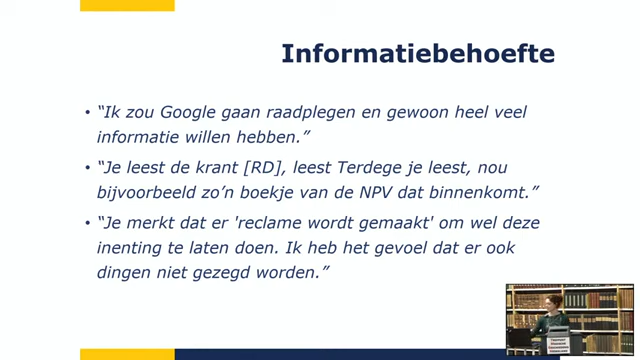 Informatiebehoefte
• “Ik zou Google gaan raadplegen en gewoon heel veel
informatie willen hebben.”
• “Je leest de krant [RD], leest Terdege je leest, nou
bijvoorbeeld zo’n boekje van de NPV dat binnenkomt.”
• “Je merkt dat er 'reclame wordt gemaakt' om wel deze
inenting te laten doen. Ik heb het gevoel dat er ook
dingen niet gezegd worden.”